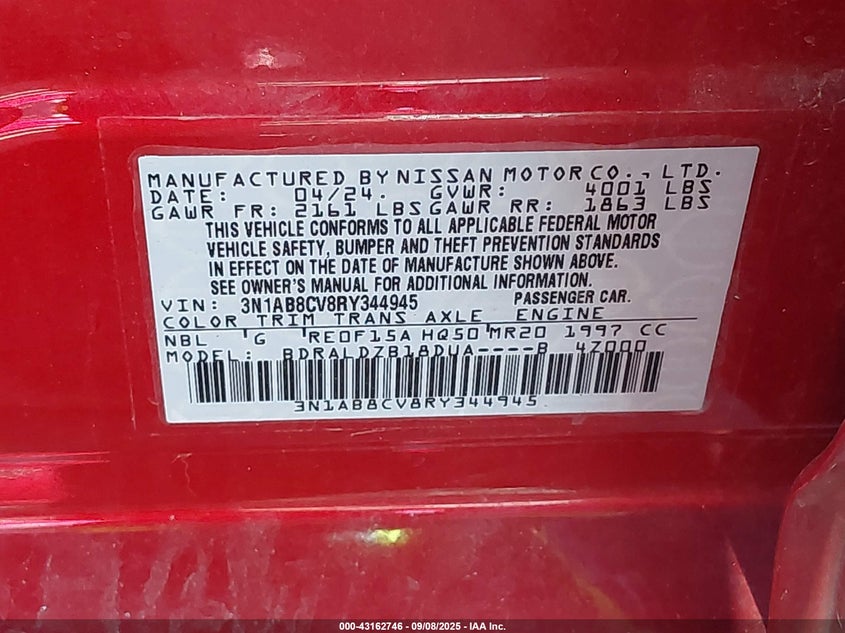 MANUFACTURED BY NISSAN MOTOR CO., LTD.
DATE: 04/24. GVWR: 4001 LBS
GAWR FR: 2161 LBS GAWR RR: 1863 LBS
THIS VEHICLE CONFORMS TO ALL APPLICABLE FEDERAL MOTOR
VEHICLE SAFETY, BUMPER AND THEFT PREVENTION STANDARDS
IN EFFECT ON THE DATE OF MANUFACTURE SHOWN ABOVE.
SEE OWNER'S MANUAL FOR ADDITIONAL INFORMATION.
VIN: 3N1AB8CV8RY344945 PASSENGER CAR.
COLOR TRIM TRANS AXLE ENGINE
NBL G RE0F15A HQ50 MR20 1997 CC
MODEL: BDRALDZB18DUA----B 4Z000
3N1AB8CV8RY344945
000-43162746 - 09/08/2025 - IAA Inc.